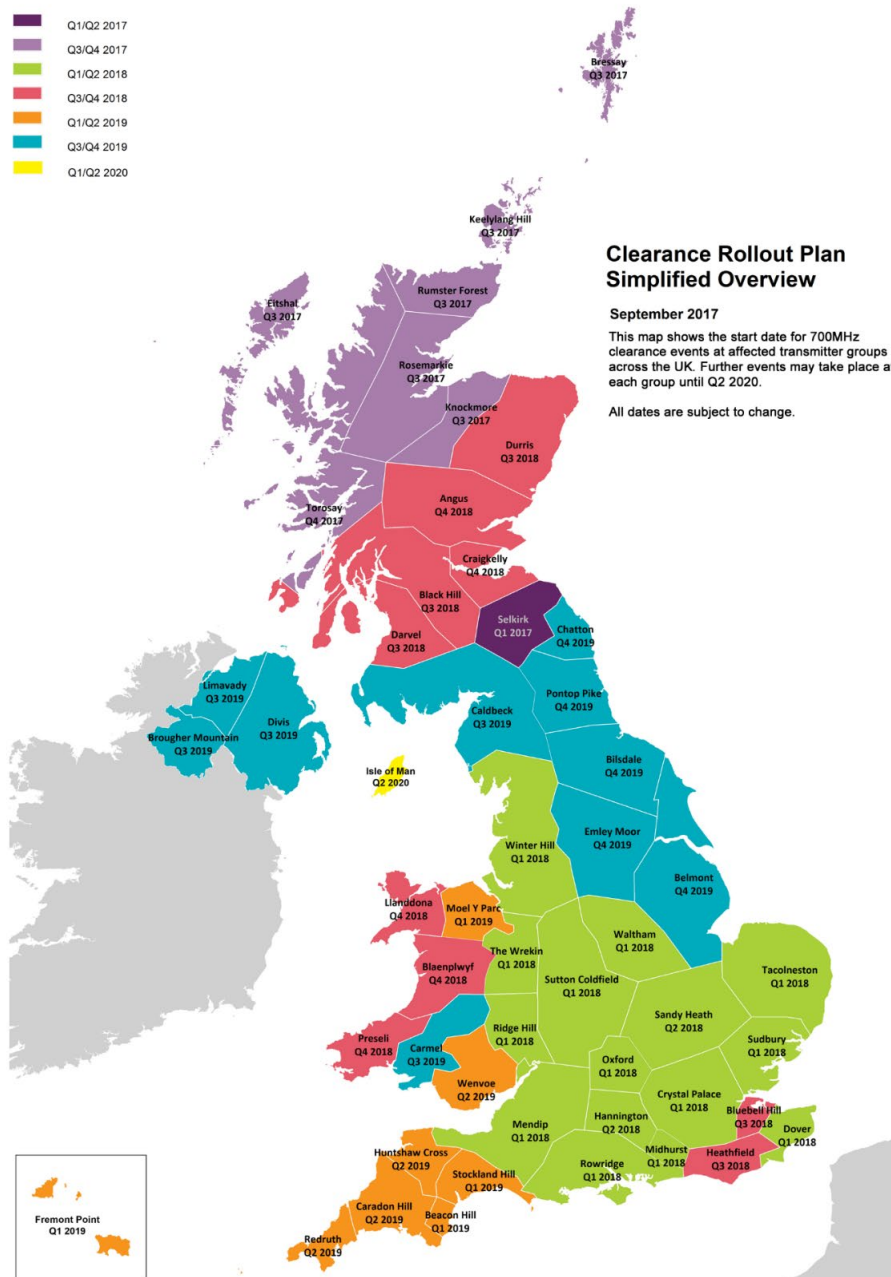 Q1/Q2 2017
Q3/Q4 2017
Q1/Q2 2018
Q3/Q4 2018
Q1/Q2 2019
Q3/Q4 2019
Q1/Q2 2020
Clearance Rollout Plan
Simplified Overview
September 2017
This map shows the start date for 700MHz
clearance events at affected transmitter groups
across the UK. Further events may take place a
each group until Q2 2020.
All dates are subject to change.
Bressay
Q3 2017
Keelylang Hill
Q3 2017
Rumster Forest
Q3 2017
Eitshal
Q3 2017
Rosemarkie
Q3 2017
Knockmore
Q3 2017
Durris
Q3 2018
Angus
Q4 2018
Torosay
Q4 2017
Craigkelly
Q4 2018
Black Hill
Q3 2018
Selkirk
Q1 2017
Darvel
Q3 2018
Chatton
Q4 2019
Limavady
Q3 2019
Pontop Pike
Q4 2019
Caldbeck
Q3 2019
Divis
Q3 2019
Brougher Mountain
Q3 2019
Bilsdale
Q4 2019
Isle of Man
Q2 2020
Emley Moor
Q4 2019
Winter Hill
Q1 2018
Belmont
Q4 2019
Llanddona
Q4 2018
Moel Y Parc
Q1 2019
Waltham
Q1 2018
The Wrekin
Q1 2018
Blaenplwyf
Q4 2018
Sutton Coldfield
Q1 2018
Tacolneston
Q1 2018
Sandy Heath
Q2 2018
Ridge Hill
Q1 2018
Preseli
Q4 2018
Carmel
Q3 2019
Sudbury
Q1 2018
Oxford
Q1 2018
Wenvoe
Q2 2019
Crystal Palace
Q1 2018
Bluebell Hill
Q3 2018
Mendip
Q1 2018
Hannington
Q2 2018
Dover
Q1 2018
Midhurst
Q1 2018
Heathfield
Q3 2018
Huntshaw Cross
Q2 2019
Stockland Hill
Q1 2019
Rowridge
Q1 2018
Caradon Hill
Q2 2019
Beacon Hill
Q1 2019
Redruth
Q2 2019
Fremont Point
Q1 2019